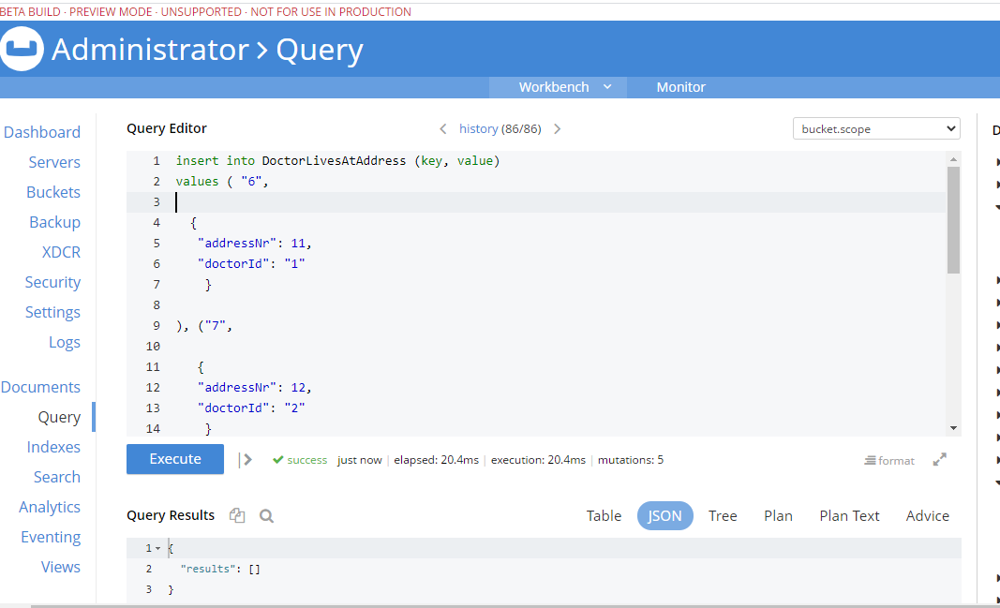 BETA BUILD · PREVIEW MODE · UNSUPPORTED · NOT FOR USE IN PRODUCTION
Administrator > Query
Workbench Monitor
Dashboard
Servers
Buckets
Backup
XDCR
Security
Settings
Logs
Documents
Query
Indexes
Search
Analytics
Eventing
Views
Query Editor history (86/86) bucket.scope
1 insert into DoctorLivesAtAddress (key, value)
2 values ( "6",
3
4 {
5 "addressNr": 11,
6 "doctorId": "1"
7 }
8
9 ), ("7",
10
11 {
12 "addressNr": 12,
13 "doctorId": "2"
14 }
Execute success just now elapsed: 20.4ms execution: 20.4ms mutations: 5 format
Query Results Table JSON Tree Plan Plan Text Advice
1 {
2 "results": []
3 }